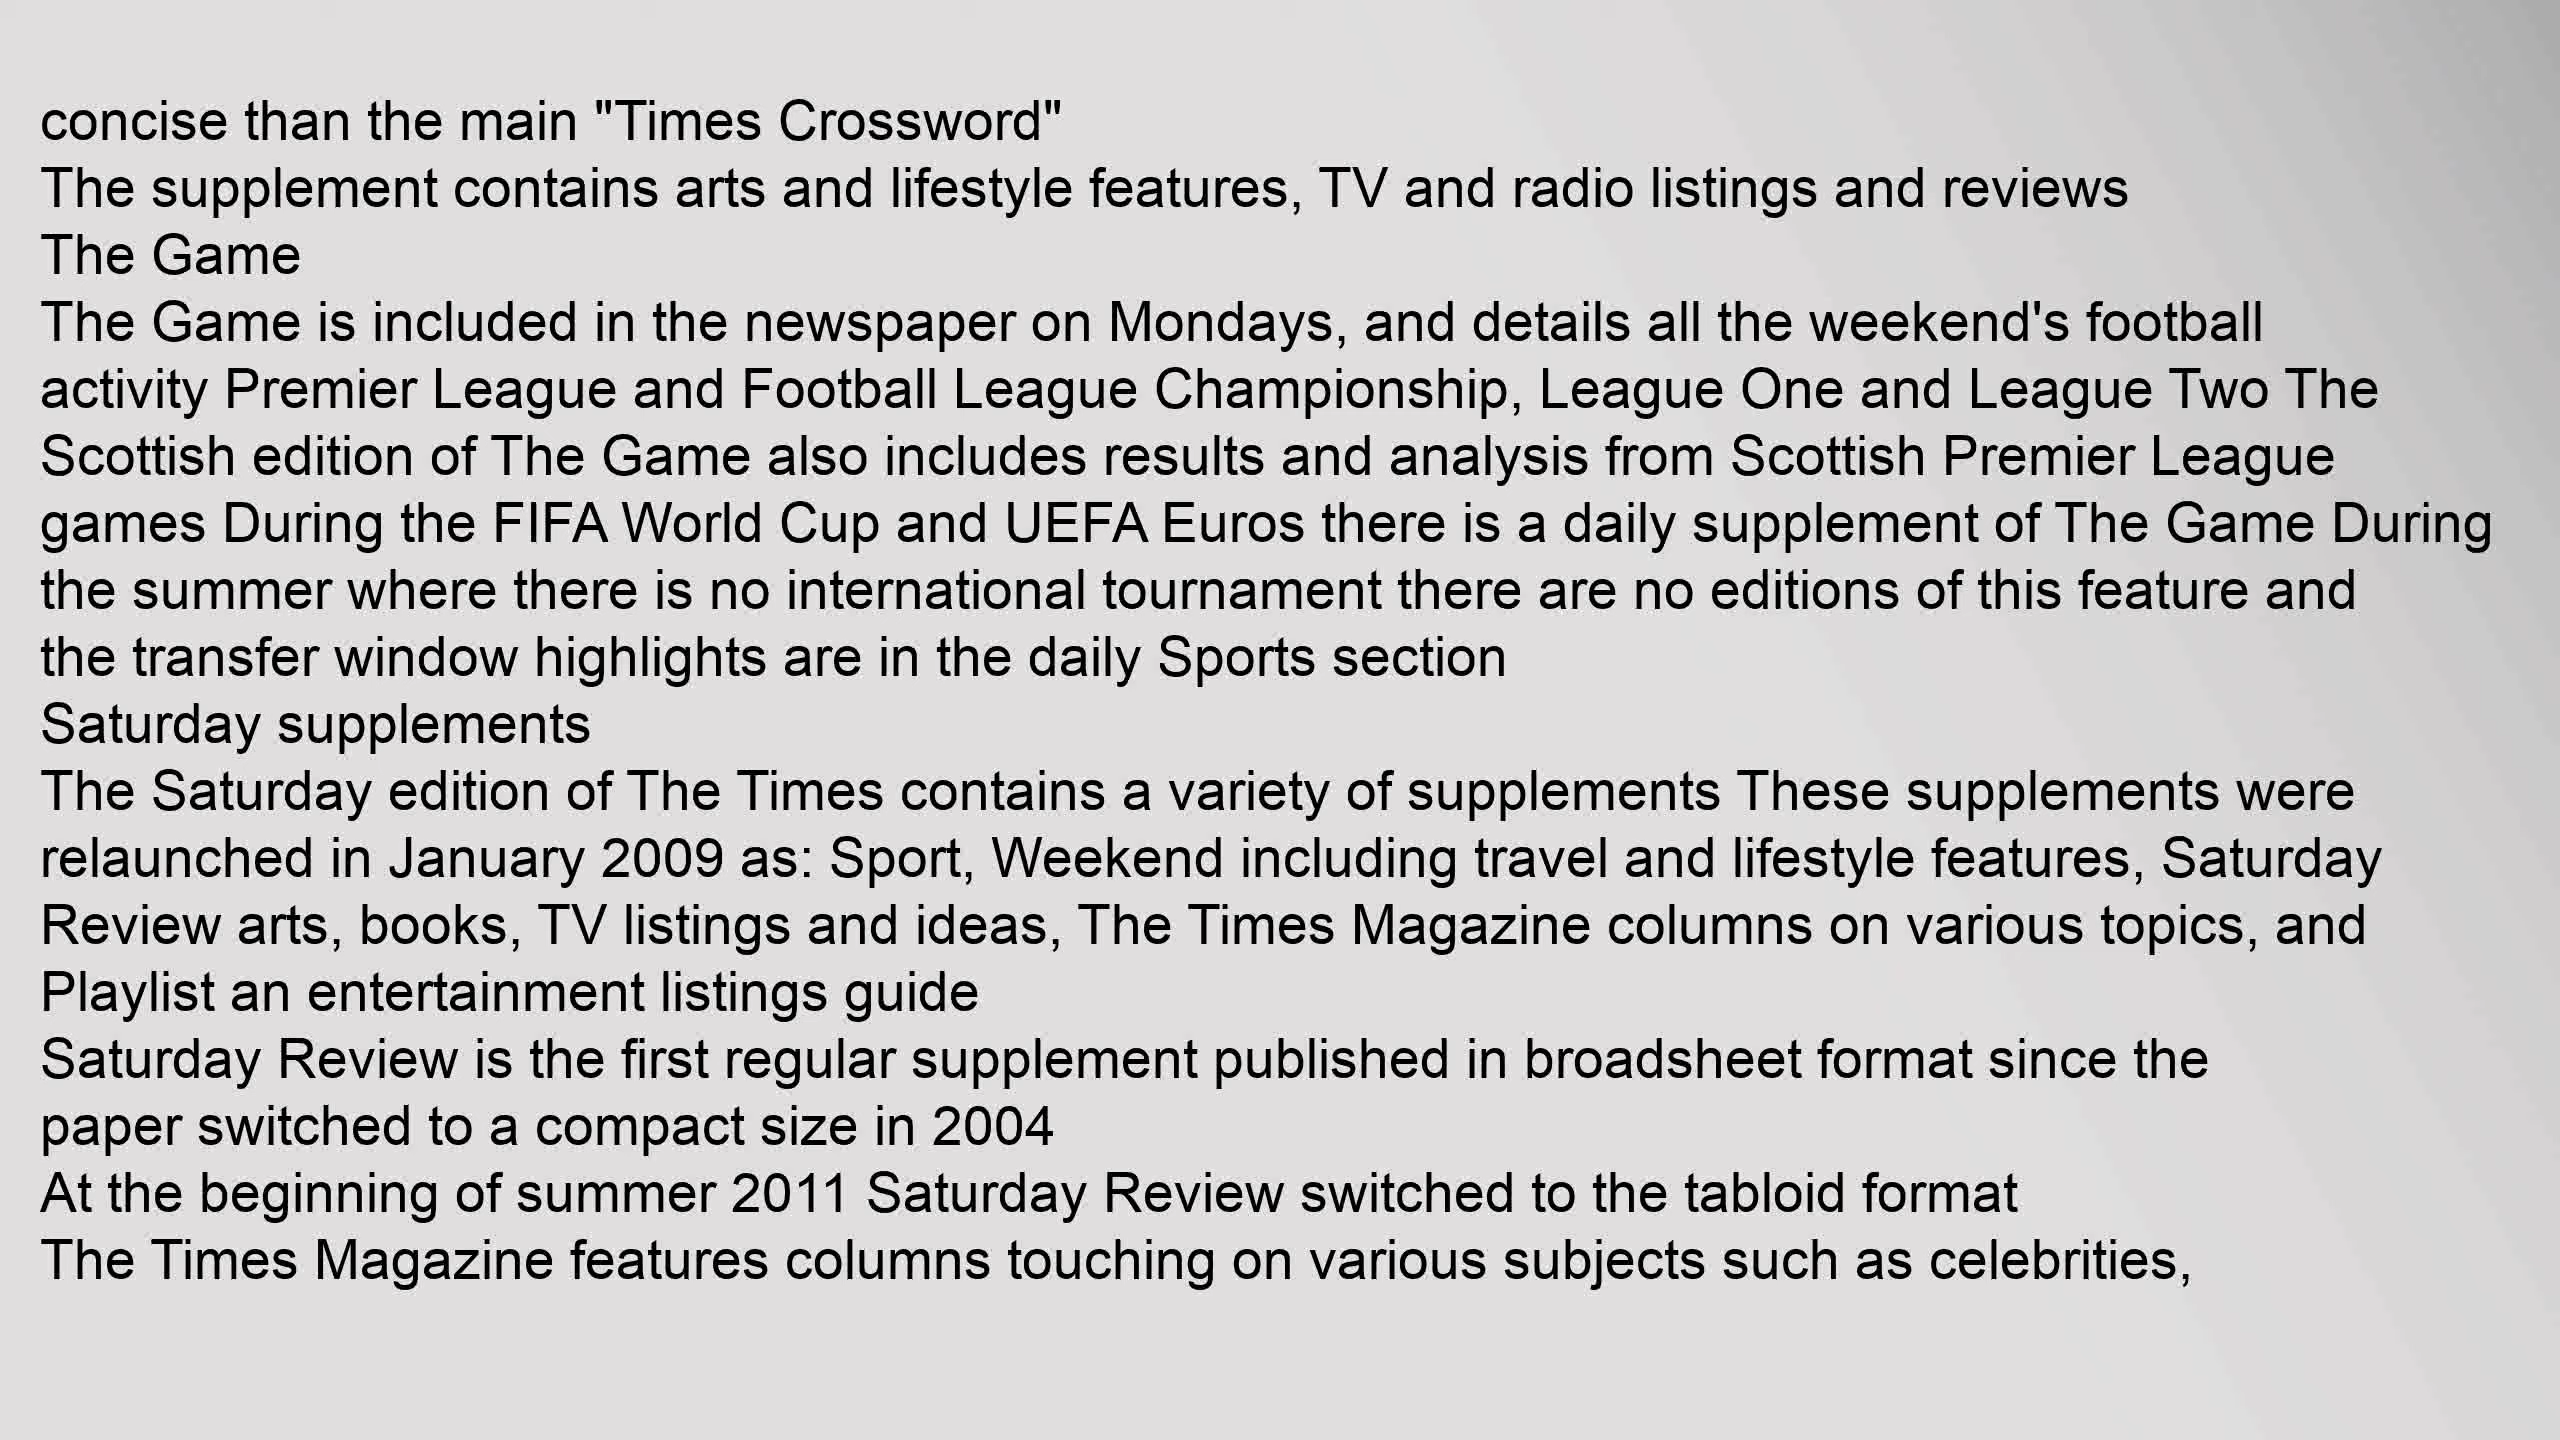 concise than the main "Times Crossword"
The supplement contains arts and lifestyle features, TV and radio listings and reviews
The Game
The Game is included in the newspaper on Mondays, and details all the weekend's football
activity Premier League and Football League Championship, League One and League Two The
Scottish edition of The Game also includes results and analysis from Scottish Premier League
games During the FIFA World Cup and UEFA Euros there is a daily supplement of The Game During
the summer where there is no international tournament there are no editions of this feature and
the transfer window highlights are in the daily Sports section
Saturday supplements
The Saturday edition of The Times contains a variety of supplements These supplements were
relaunched in January 2009 as: Sport, Weekend including travel and lifestyle features, Saturday
Review arts, books, TV listings and ideas, The Times Magazine columns on various topics, and
Playlist an entertainment listings guide
Saturday Review is the first regular supplement published in broadsheet format since the
paper switched to a compact size in 2004
At the beginning of summer 2011 Saturday Review switched to the tabloid format
The Times Magazine features columns touching on various subjects such as celebrities,